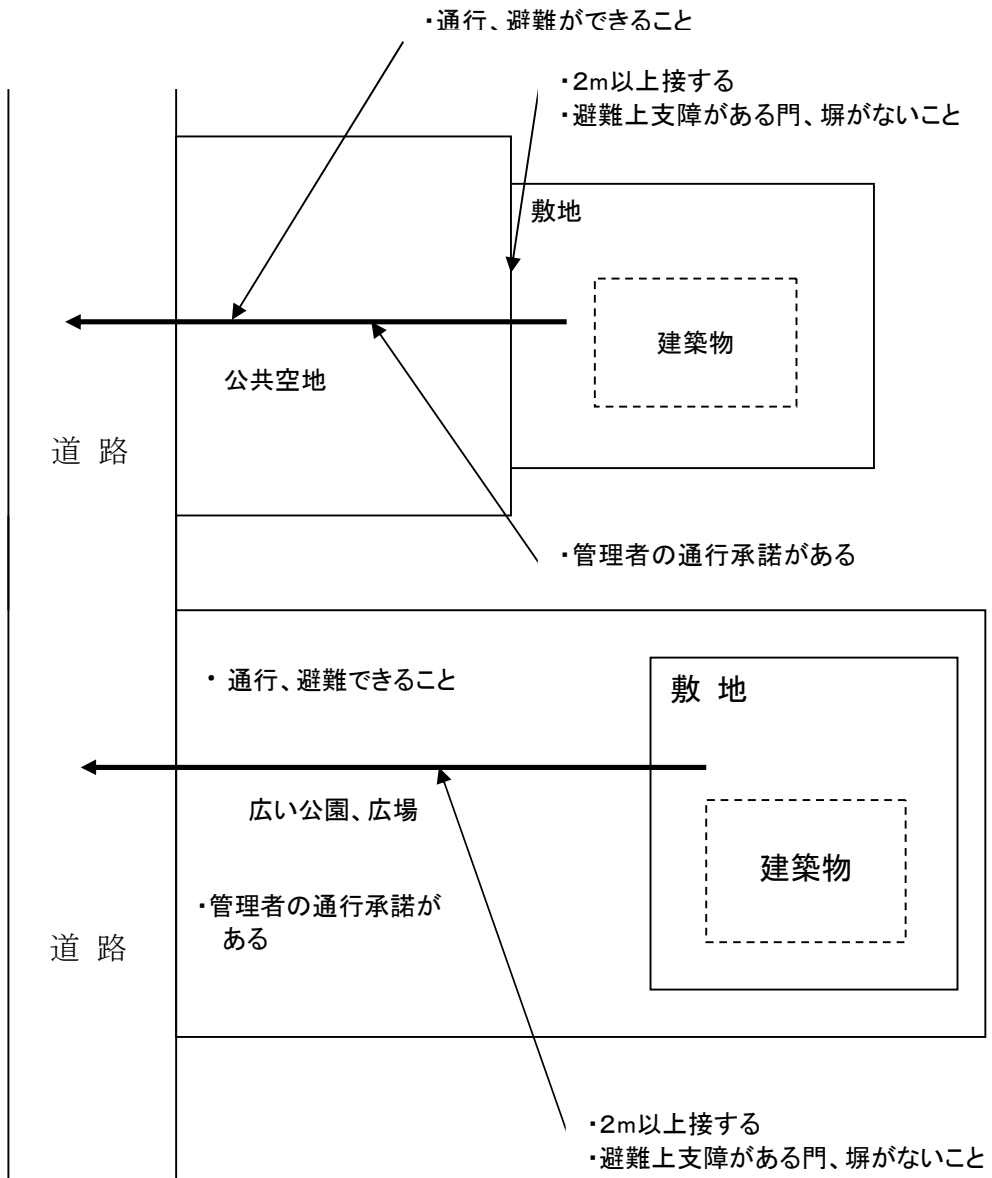 ・通行、避難ができること
・2m以上接する
・避難上支障がある門、塀がないこと
敷地
建築物
公共空地
道 路
・管理者の通行承諾がある
・ 通行、避難できること
敷 地
広い公園、広場
建築物
・管理者の通行承諾が
ある
道 路
・2m以上接する
・避難上支障がある門、塀がないこと